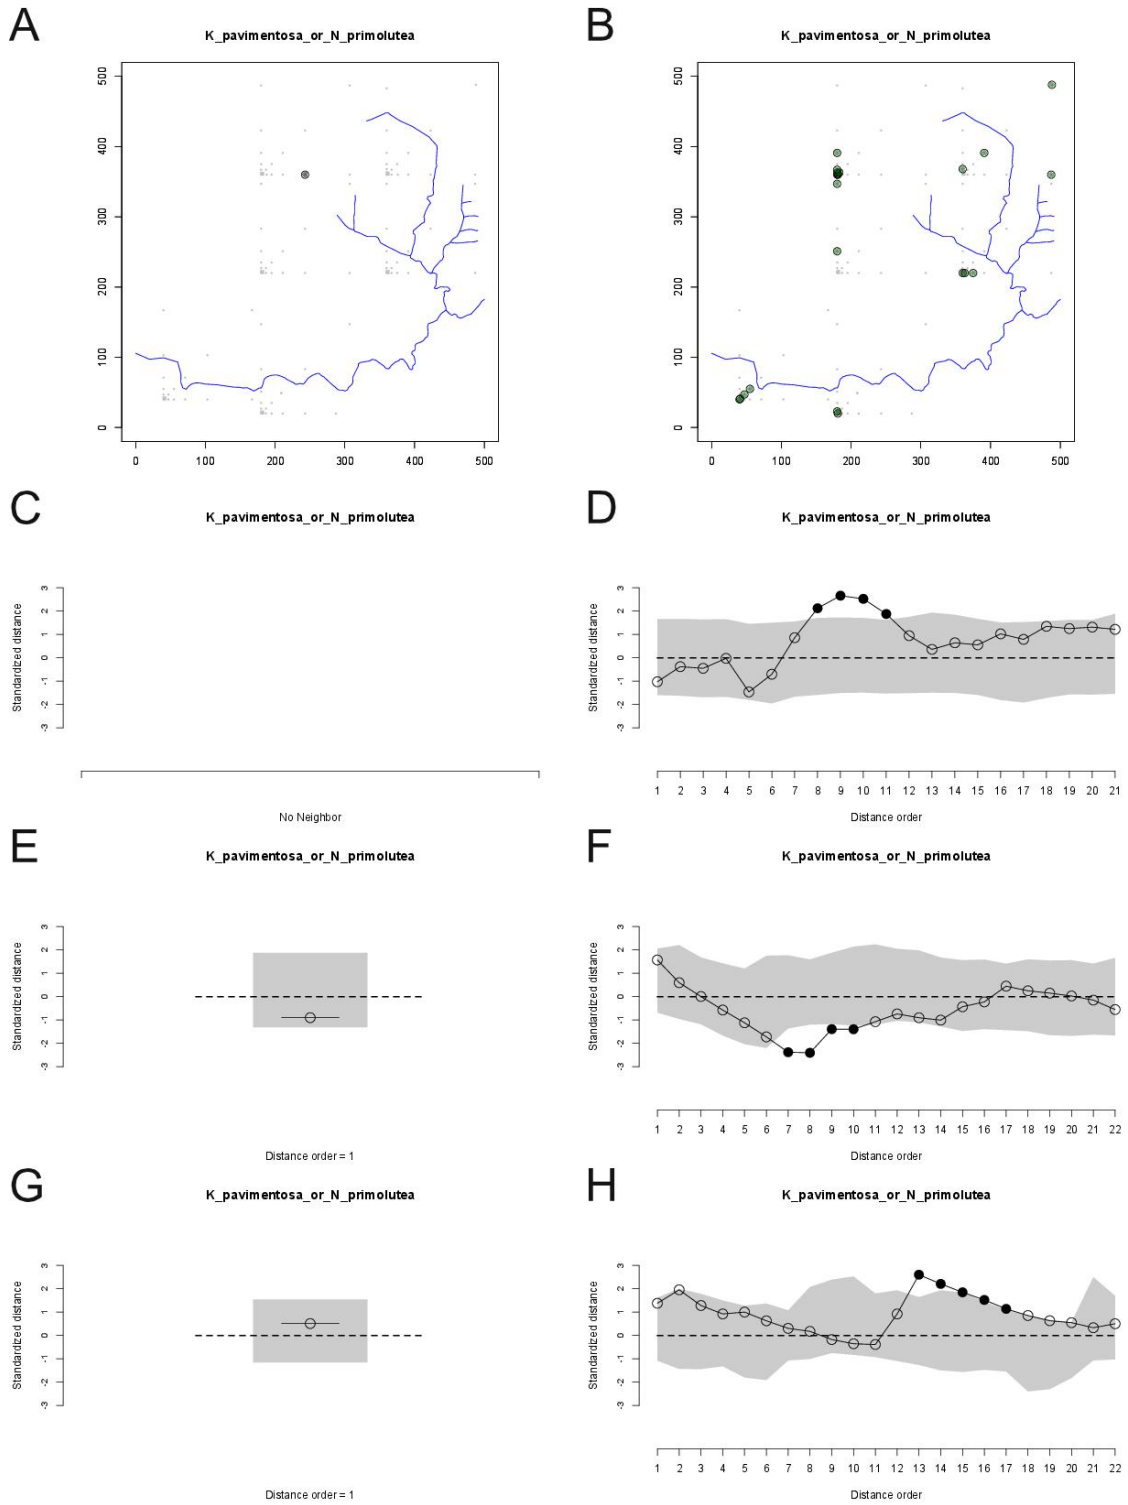 A
K_pavimentosa_or_N_primolutea
500
400
300
200
100
0
0 100 200 300 400 500
B
K_pavimentosa_or_N_primolutea
500
400
300
200
100
0
0 100 200 300 400 500
C
K_pavimentosa_or_N_primolutea
Standardized distance
3
2
1
0
-1
-2
-3
No Neighbor
D
K_pavimentosa_or_N_primolutea
Standardized distance
3
2
1
0
-1
-2
-3
1 2 3 4 5 6 7 8 9 10 11 12 13 14 15 16 17 18 19 20 21
Distance order
E
K_pavimentosa_or_N_primolutea
Standardized distance
3
2
1
0
-1
-2
-3
Distance order = 1
F
K_pavimentosa_or_N_primolutea
Standardized distance
3
2
1
0
-1
-2
-3
1 2 3 4 5 6 7 8 9 10 11 12 13 14 15 16 17 18 19 20 21 22
Distance order
G
K_pavimentosa_or_N_primolutea
Standardized distance
3
2
1
0
-1
-2
-3
Distance order = 1
H
K_pavimentosa_or_N_primolutea
Standardized distance
3
2
1
0
-1
-2
-3
1 2 3 4 5 6 7 8 9 10 11 12 13 14 15 16 17 18 19 20 21 22
Distance order